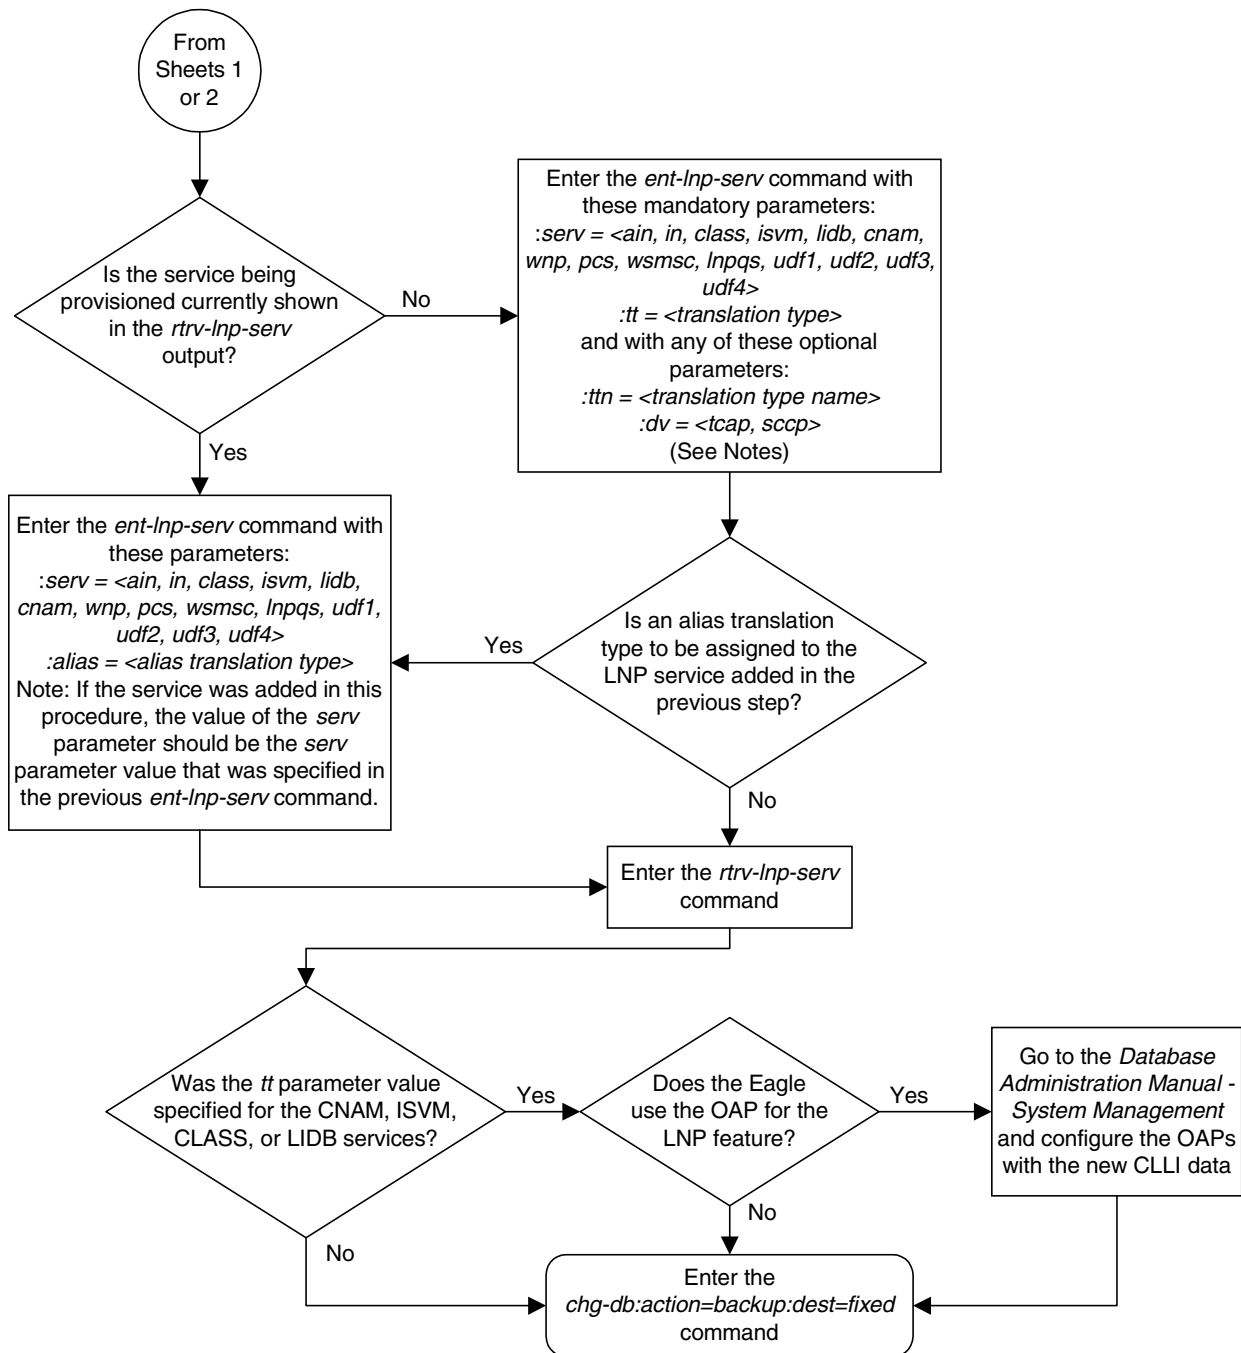 From
Sheets 1
or 2
Is the service being
provisioned currently shown
in the rtrv-lnp-serv
output?
No
Yes
Enter the ent-lnp-serv command with
these mandatory parameters:
:serv = <ain, in, class, isvm, lidb, cnam,
wnp, pcs, wsmsc, lnpqs, udf1, udf2, udf3,
udf4>
:tt = <translation type>
and with any of these optional
parameters:
:ttn = <translation type name>
:dv = <tcap, sccp>
(See Notes)
Enter the ent-lnp-serv command with
these parameters:
:serv = <ain, in, class, isvm, lidb,
cnam, wnp, pcs, wsmsc, lnpqs, udf1,
udf2, udf3, udf4>
:alias = <alias translation type>
Note: If the service was added in this
procedure, the value of the serv
parameter should be the serv
parameter value that was specified in
the previous ent-lnp-serv command.
Is an alias translation
type to be assigned to the
LNP service added in the
previous step?
Yes
No
Enter the rtrv-lnp-serv
command
Was the tt parameter value
specified for the CNAM, ISVM,
CLASS, or LIDB services?
Yes
No
Does the Eagle
use the OAP for the
LNP feature?
Yes
No
Go to the Database
Administration Manual -
System Management
and configure the OAPs
with the new CLLI data
Enter the
chg-db:action=backup:dest=fixed
command